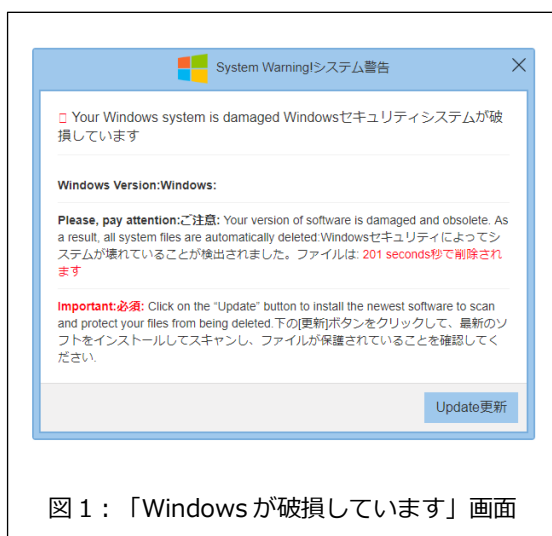 System Warning!システム警告
□ Your Windows system is damaged Windowsセキュリティシステムが破
損しています
Windows Version:Windows:
Please, pay attention:ご注意: Your version of software is damaged and obsolete. As
a result, all system files are automatically deleted:Windowsセキュリティによってシ
ステムが壊れていることが検出されました。ファイルは: 201 seconds秒で削除され
ます
Important:必須: Click on the “Update” button to install the newest software to scan
and protect your files from being deleted.下の[更新]ボタンをクリックして、最新のソ
フトをインストールしてスキャンし、ファイルが保護されていることを確認してく
ださい.
Update更新
図 1：「Windows が破損しています」画面